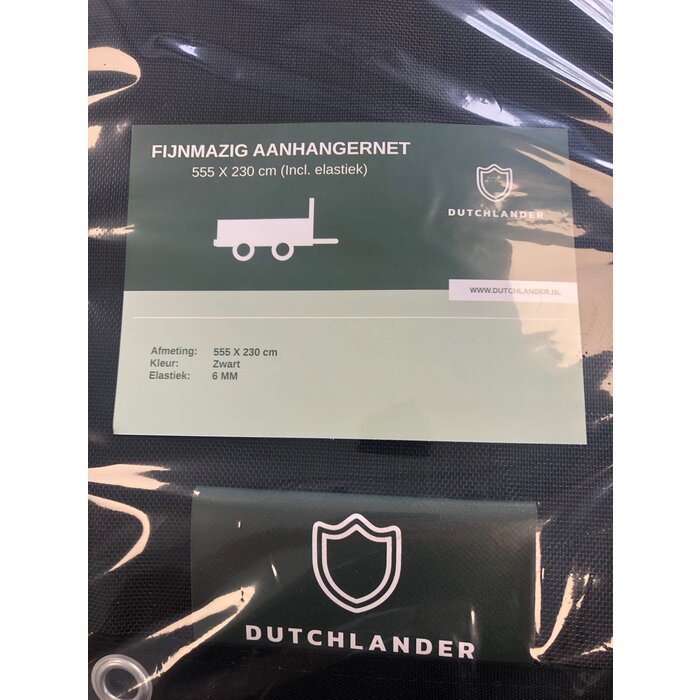 FIJNMAZIG AANHANGERNET
555 X 230 cm (Incl. elastiek)
DUTCHLANDER
WWW.DUTCHLANDER.NL
Afmeting: 555 X 230 cm
Kleur: Zwart
Elastiek: 6 MM
DUTCHLANDER